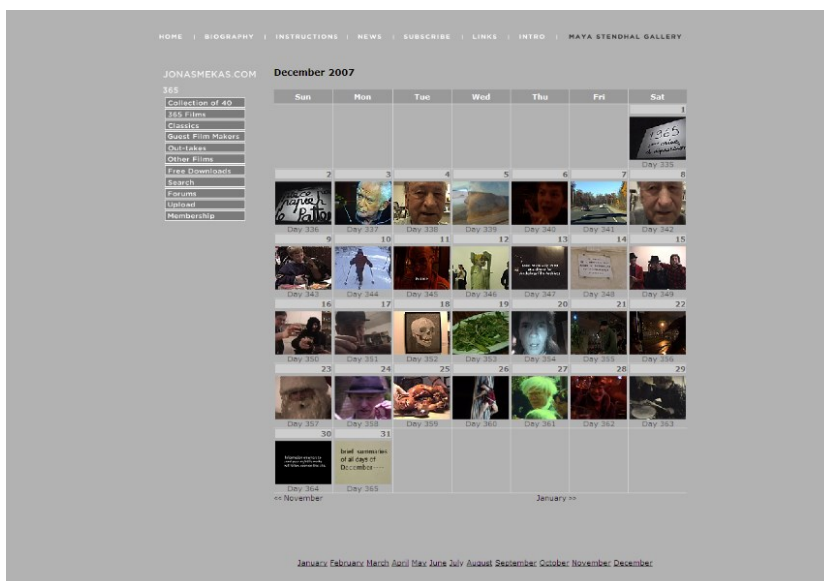 HOME | BIOGRAPHY | INSTRUCTIONS | NEWS | SUBSCRIBE | LINKS | INTRO | MAYA STENDHAL GALLERY
JONASMEKAS.COM
365
Collection of 40
365 Films
Classics
Guest Film Makers
Out-takes
Other Films
Free Downloads
Search
Forums
Upload
Membership
December 2007
Sun Mon Tue Wed Thu Fri Sat
1
1965
Day 335
2 3 4 5 6 7 8
Day 336 Day 337 Day 338 Day 339 Day 340 Day 341 Day 342
9 10 11 12 13 14 15
Day 343 Day 344 Day 345 Day 346 Day 347 Day 348 Day 349
16 17 18 19 20 21 22
Day 350 Day 351 Day 352 Day 353 Day 354 Day 355 Day 356
23 24 25 26 27 28 29
Day 357 Day 358 Day 359 Day 360 Day 361 Day 362 Day 363
30 31
brief summaries
of all days of
December
Day 364 Day 365
<< November January >>
January February March April May June July August September October November December